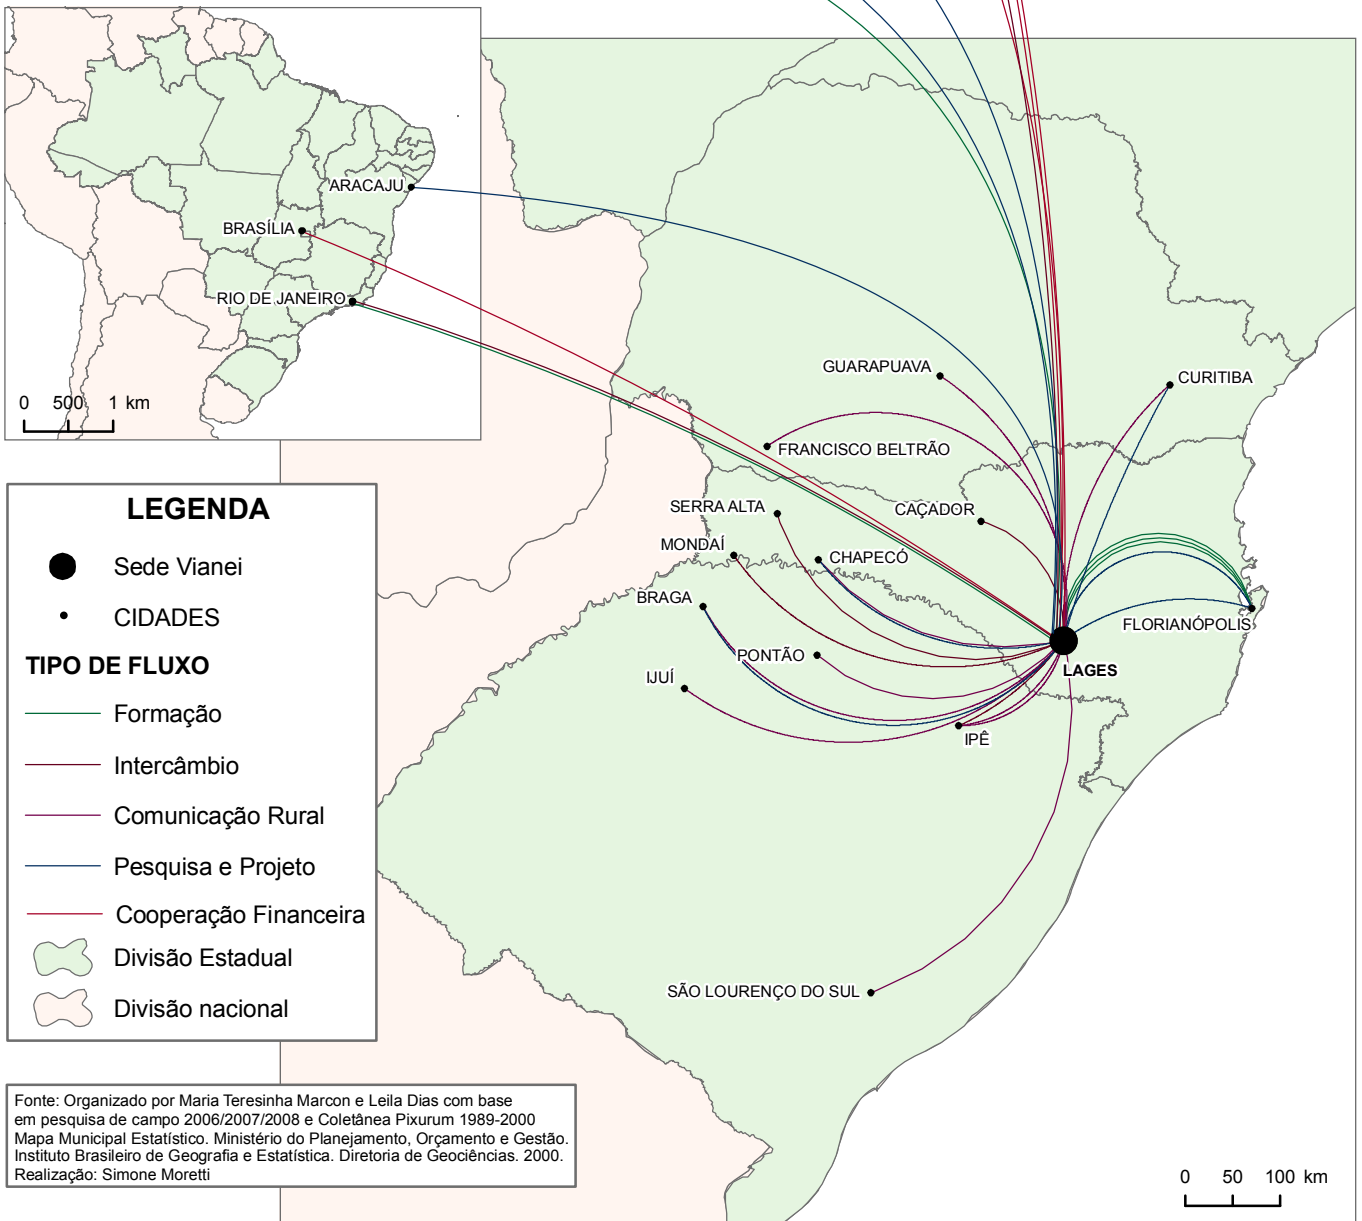 ARACAJU
BRASÍLIA
RIO DE JANEIRO
0 500 1 km
GUARAPUAVA
CURITIBA
FRANCISCO BELTRÃO
SERRA ALTA
CAÇADOR
MONDAÍ
CHAPECÓ
BRAGA
FLORIANÓPOLIS
PONTÃO
LAGES
IJUÍ
IPÊ
SÃO LOURENÇO DO SUL
LEGENDA
Sede Vianei
CIDADES
TIPO DE FLUXO
Formação
Intercâmbio
Comunicação Rural
Pesquisa e Projeto
Cooperação Financeira
Divisão Estadual
Divisão nacional
Fonte: Organizado por Maria Teresinha Marcon e Leila Dias com base
em pesquisa de campo 2006/2007/2008 e Coletânea Pixurum 1989-2000
Mapa Municipal Estatístico. Ministério do Planejamento, Orçamento e Gestão.
Instituto Brasileiro de Geografia e Estatística. Diretoria de Geociências. 2000.
Realização: Simone Moretti
0 50 100 km